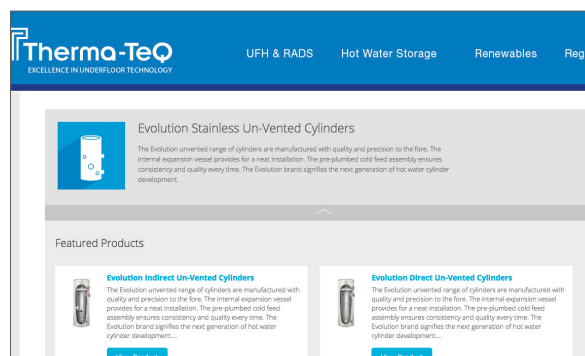 Therma-TeQ
EXCELLENCE IN UNDERFLOOR TECHNOLOGY
UFH & RADS Hot Water Storage Renewables Reg
Evolution Stainless Un-Vented Cylinders
The Evolution unvented range of cylinders are manufactured with quality and precision to the fore. The
internal expansion vessel provides for a neat installation. The pre-plumbed cold feed assembly ensures
consistency and quality every time. The Evolution brand signifies the next generation of hot water cylinder
development.
Featured Products
Evolution Indirect Un-Vented Cylinders
The Evolution unvented range of cylinders are manufactured with
quality and precision to the fore. The internal expansion vessel
provides for a neat installation. The pre-plumbed cold feed
assembly ensures consistency and quality every time. The
Evolution brand signifies the next generation of hot water
cylinder development....
View Product
Evolution Direct Un-Vented Cylinders
The Evolution unvented range of cylinders are manufactured with
quality and precision to the fore. The internal expansion vessel
provides for a neat installation. The pre-plumbed cold feed
assembly ensures consistency and quality every time. The
Evolution brand signifies the next generation of hot water
cylinder development....
View Product